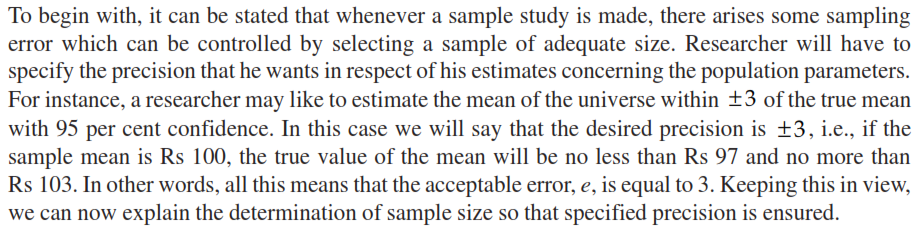 To begin with, it can be stated that whenever a sample study is made, there arises some sampling
error which can be controlled by selecting a sample of adequate size. Researcher will have to
specify the precision that he wants in respect of his estimates concerning the population parameters.
For instance, a researcher may like to estimate the mean of the universe within ±3 of the true mean
with 95 per cent confidence. In this case we will say that the desired precision is ±3, i.e., if the
sample mean is Rs 100, the true value of the mean will be no less than Rs 97 and no more than
Rs 103. In other words, all this means that the acceptable error, e, is equal to 3. Keeping this in view,
we can now explain the determination of sample size so that specified precision is ensured.